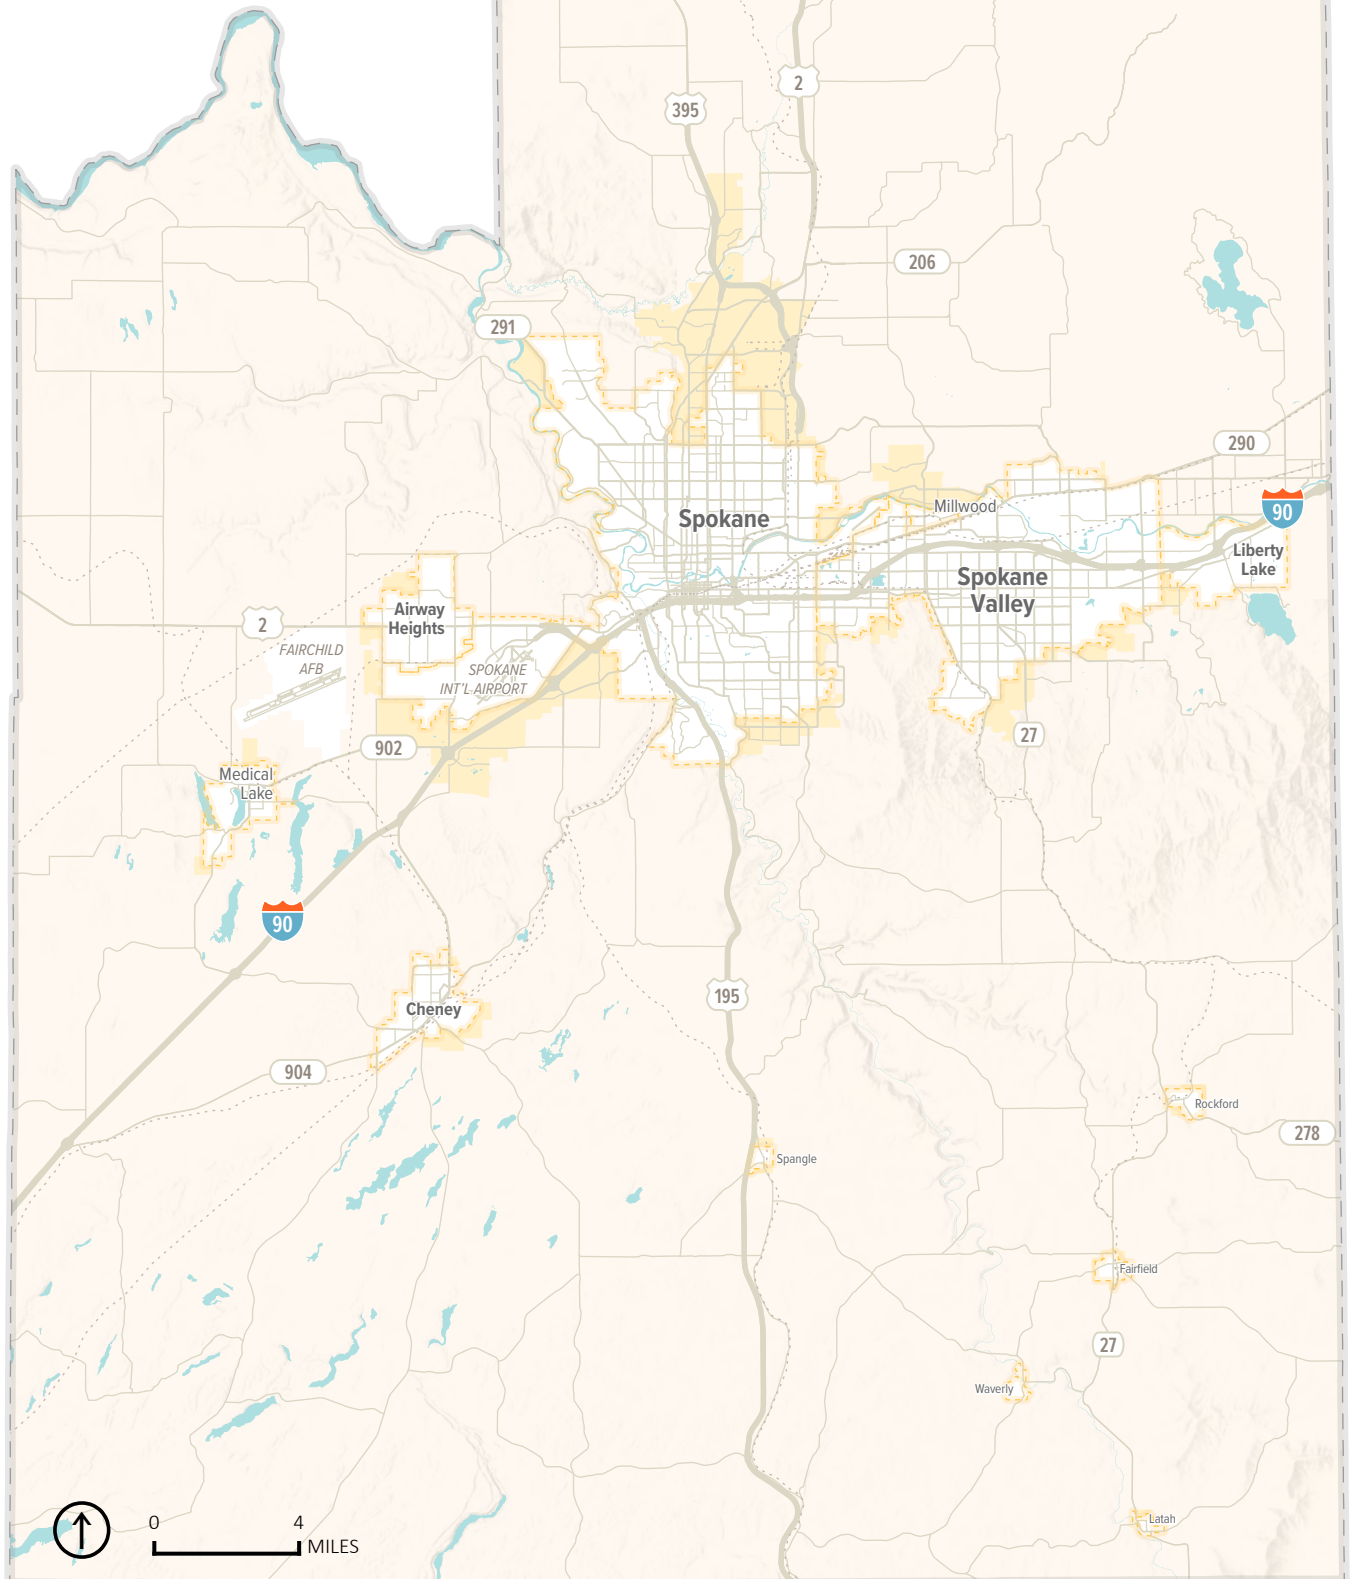 2
395
206
291
290
90
Millwood
Spokane
Liberty
Lake
Spokane
Valley
Airway
Heights
2
FAIRCHILD
AFB
SPOKANE
INT'L AIRPORT
27
902
Medical
Lake
90
195
Cheney
904
Rockford
278
Spangle
Fairfield
27
Waverly
Latah
0 4
MILES